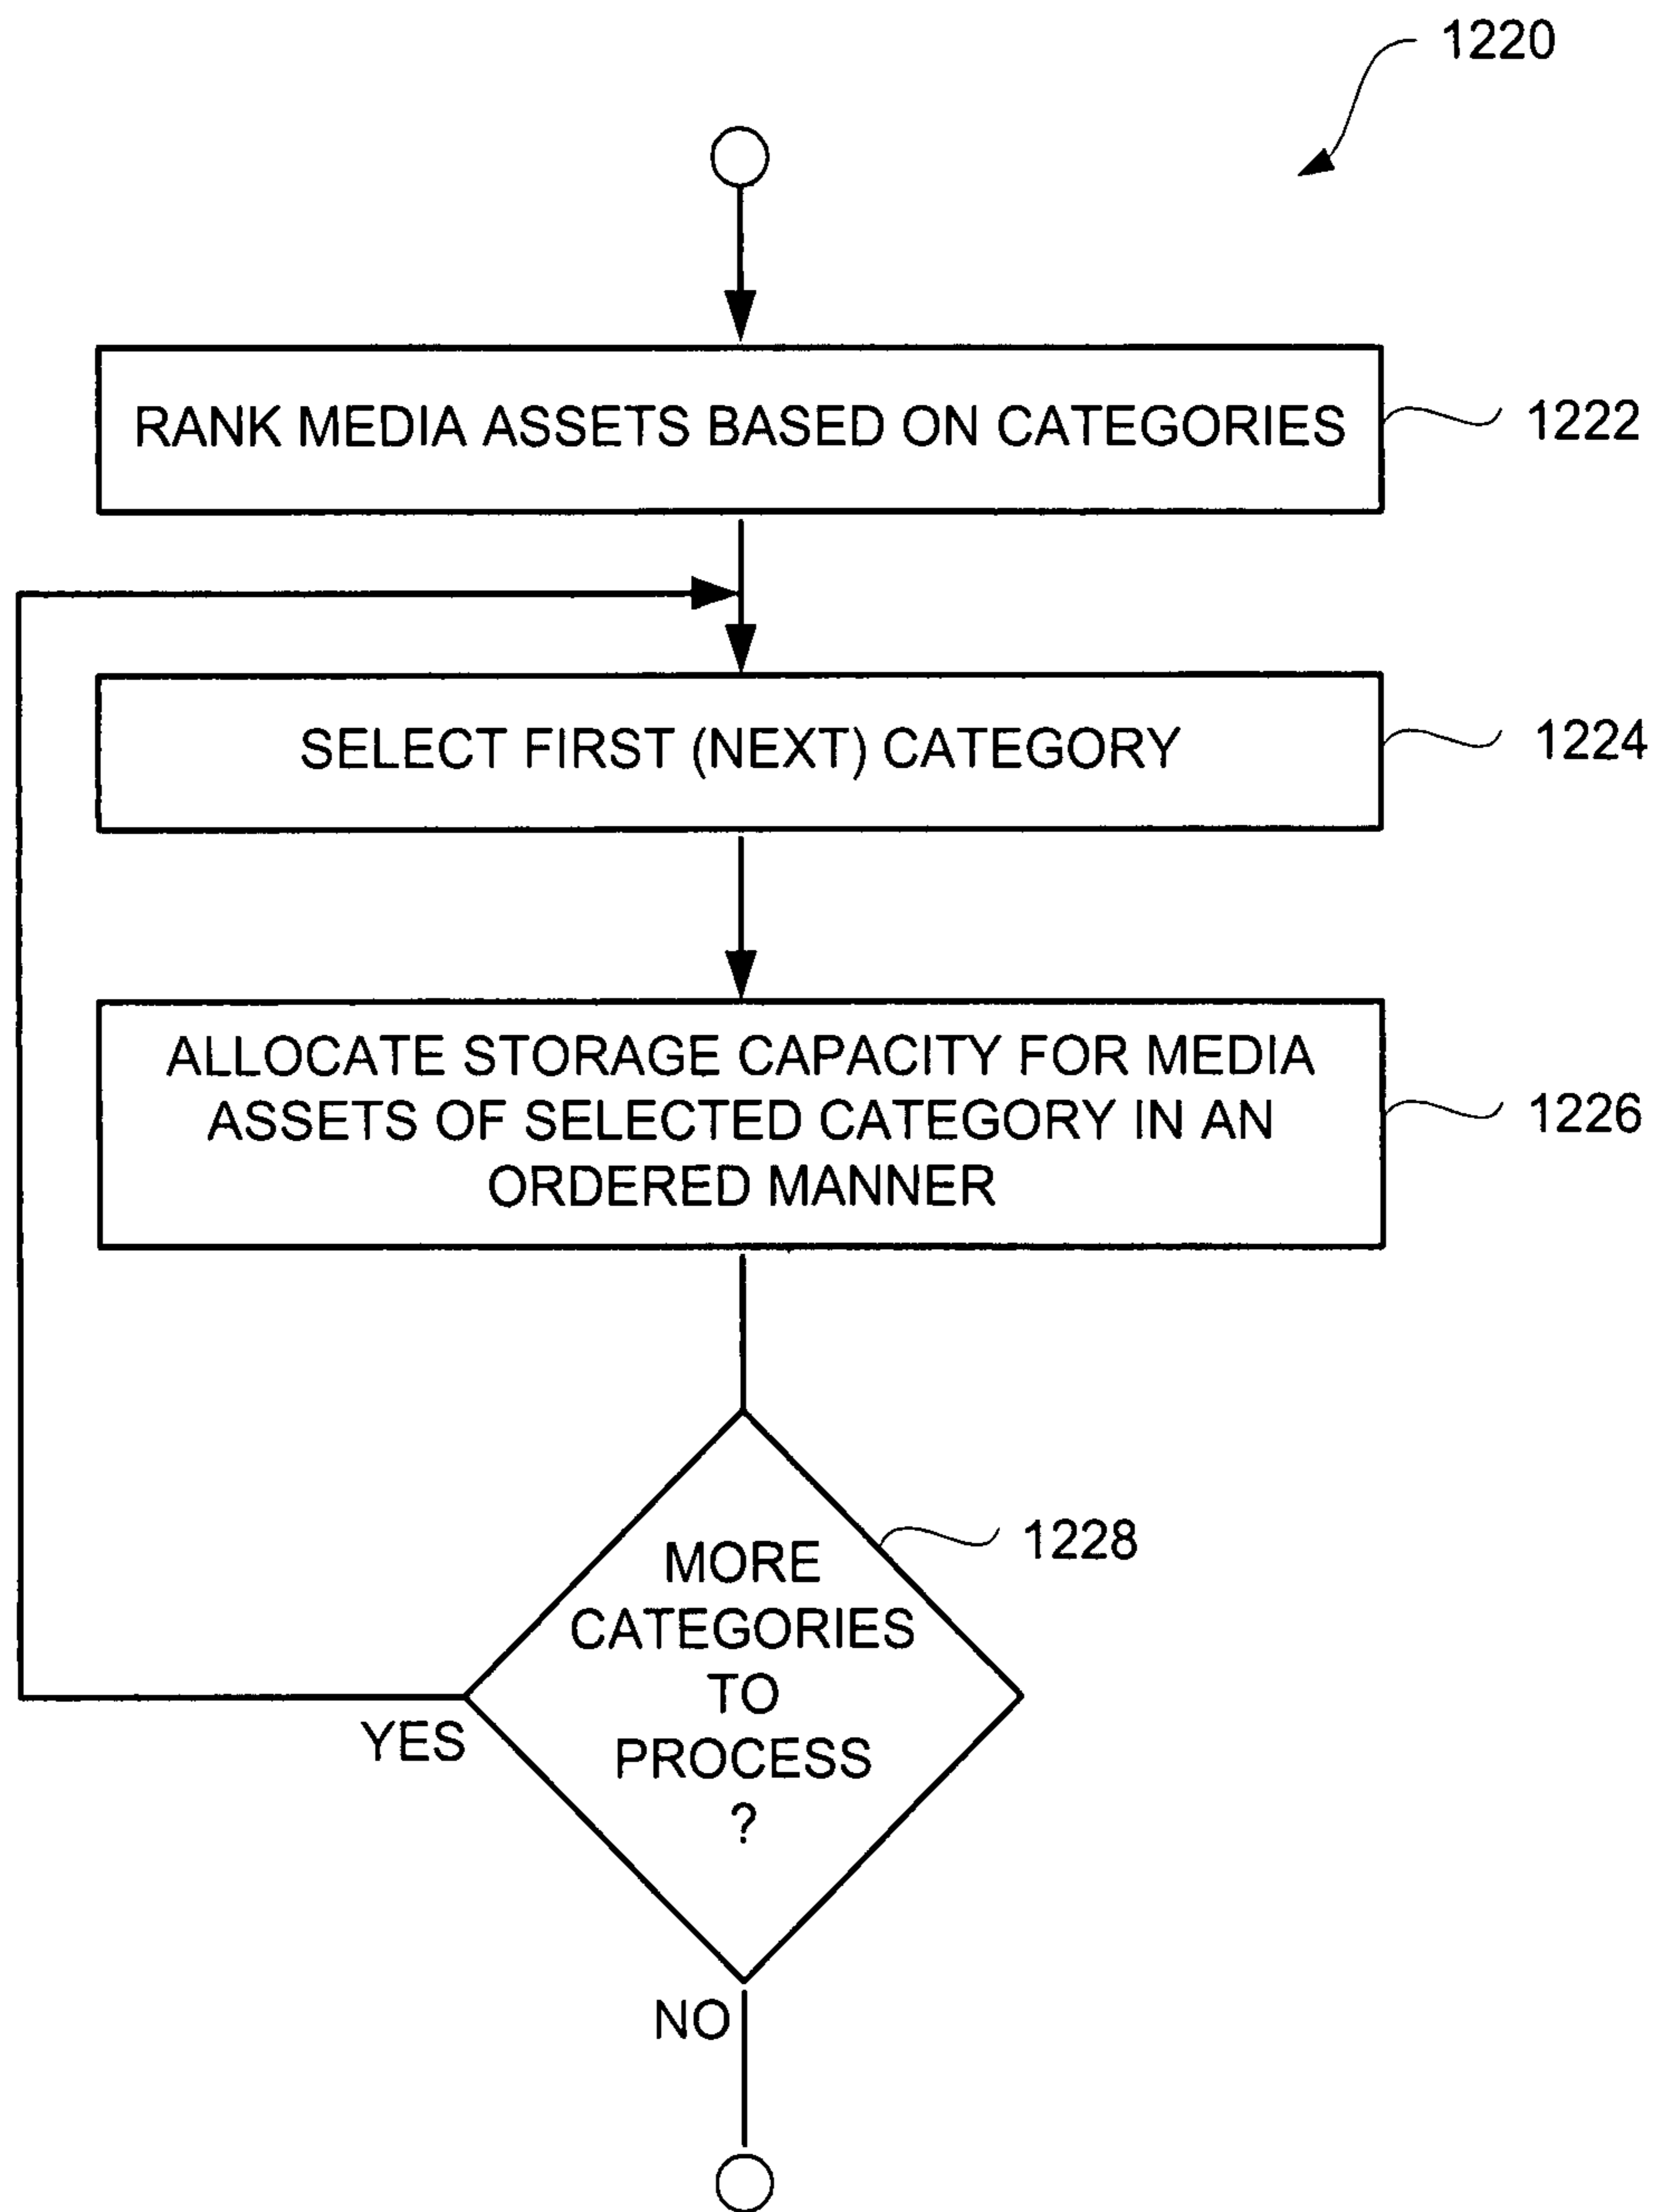 1220
RANK MEDIA ASSETS BASED ON CATEGORIES
1222
SELECT FIRST (NEXT) CATEGORY
1224
ALLOCATE STORAGE CAPACITY FOR MEDIA
ASSETS OF SELECTED CATEGORY IN AN
ORDERED MANNER
1226
MORE
CATEGORIES
TO
PROCESS
?
1228
YES
NO